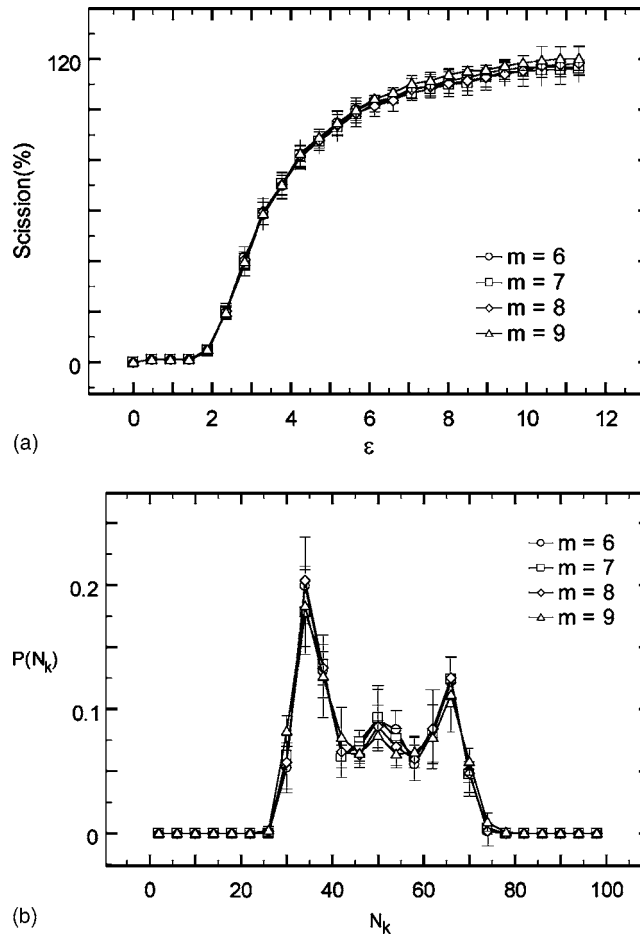 120
Scission(%)
0
m = 6
m = 7
m = 8
m = 9
0 2 4 6 8 10 12
(a)
ε
m = 6
m = 7
m = 8
m = 9
0.2
P(N_k)
0.1
0
0 20 40 60 80 100
(b)
N_k